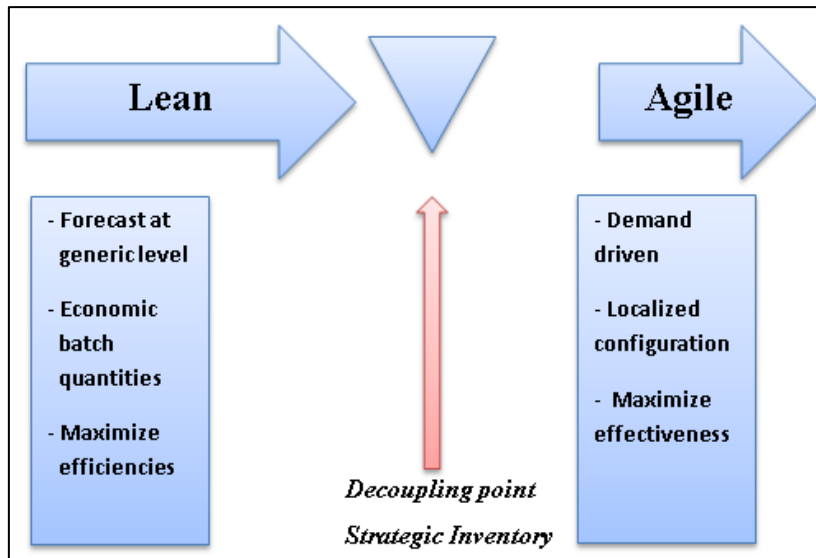 Lean
Agile
- Forecast at
generic level
- Economic
batch
quantities
- Maximize
efficiencies
Decoupling point
Strategic Inventory
- Demand
driven
- Localized
configuration
- Maximize
effectiveness